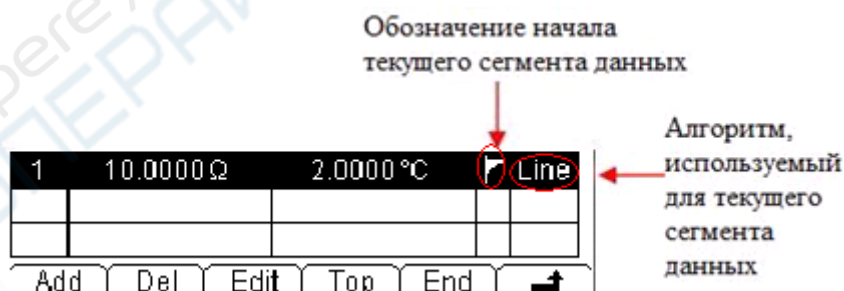 Обозначение начала
текущего сегмента данных
Алгоритм,
используемый
для текущего
сегмента
данных
1 10.0000Ω 2.0000°C Line
Add Del Edit Top End